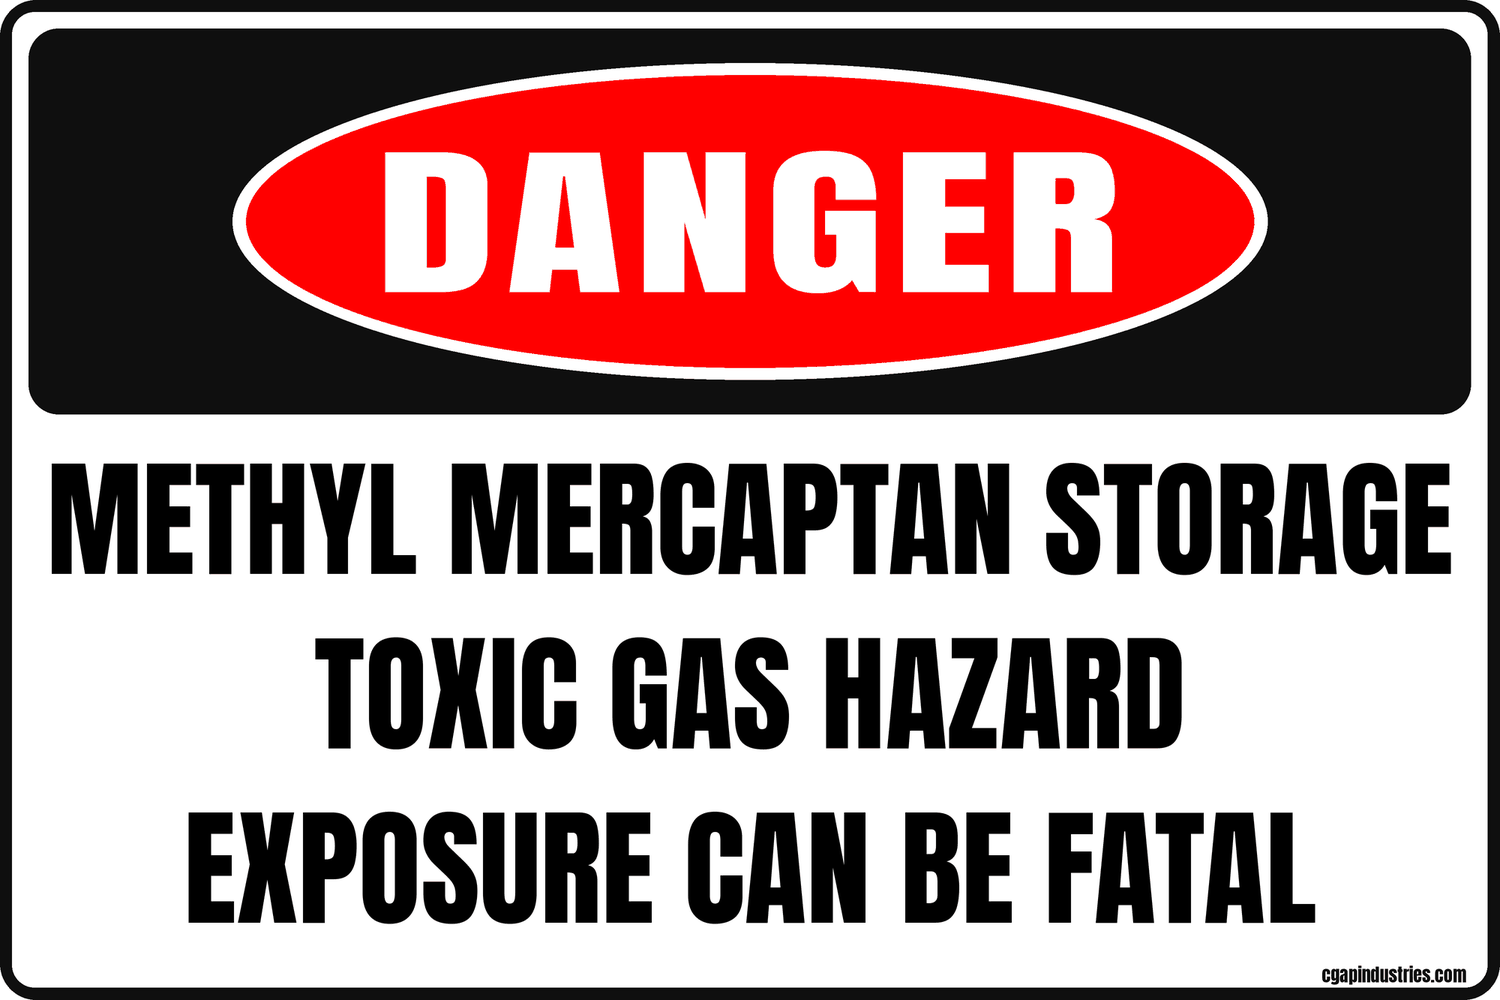 DANGER
METHYL MERCAPTAN STORAGE
TOXIC GAS HAZARD
EXPOSURE CAN BE FATAL
cgapindustries.com